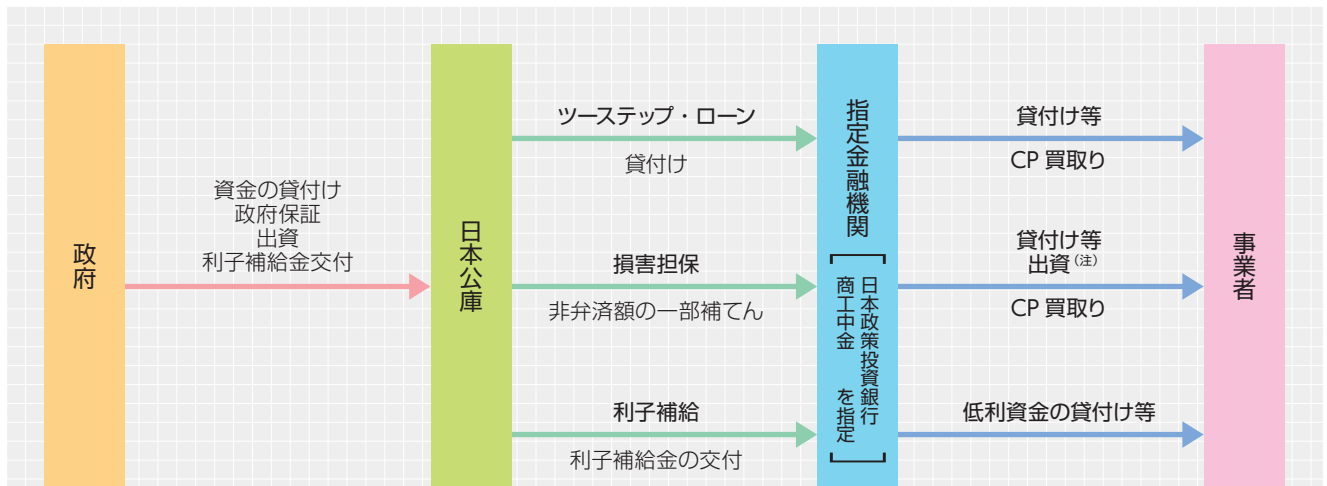 政府
資金の貸付け
政府保証
出資
利子補給金交付
日本公庫
ツーステップ・ローン
貸付け
損害担保
非弁済額の一部補てん
利子補給
利子補給金の交付
指定金融機関
日本政策投資銀行
商工中金 を指定
貸付け等
CP 買取り
貸付け等
出資(注)
CP 買取り
低利資金の貸付け等
事業者